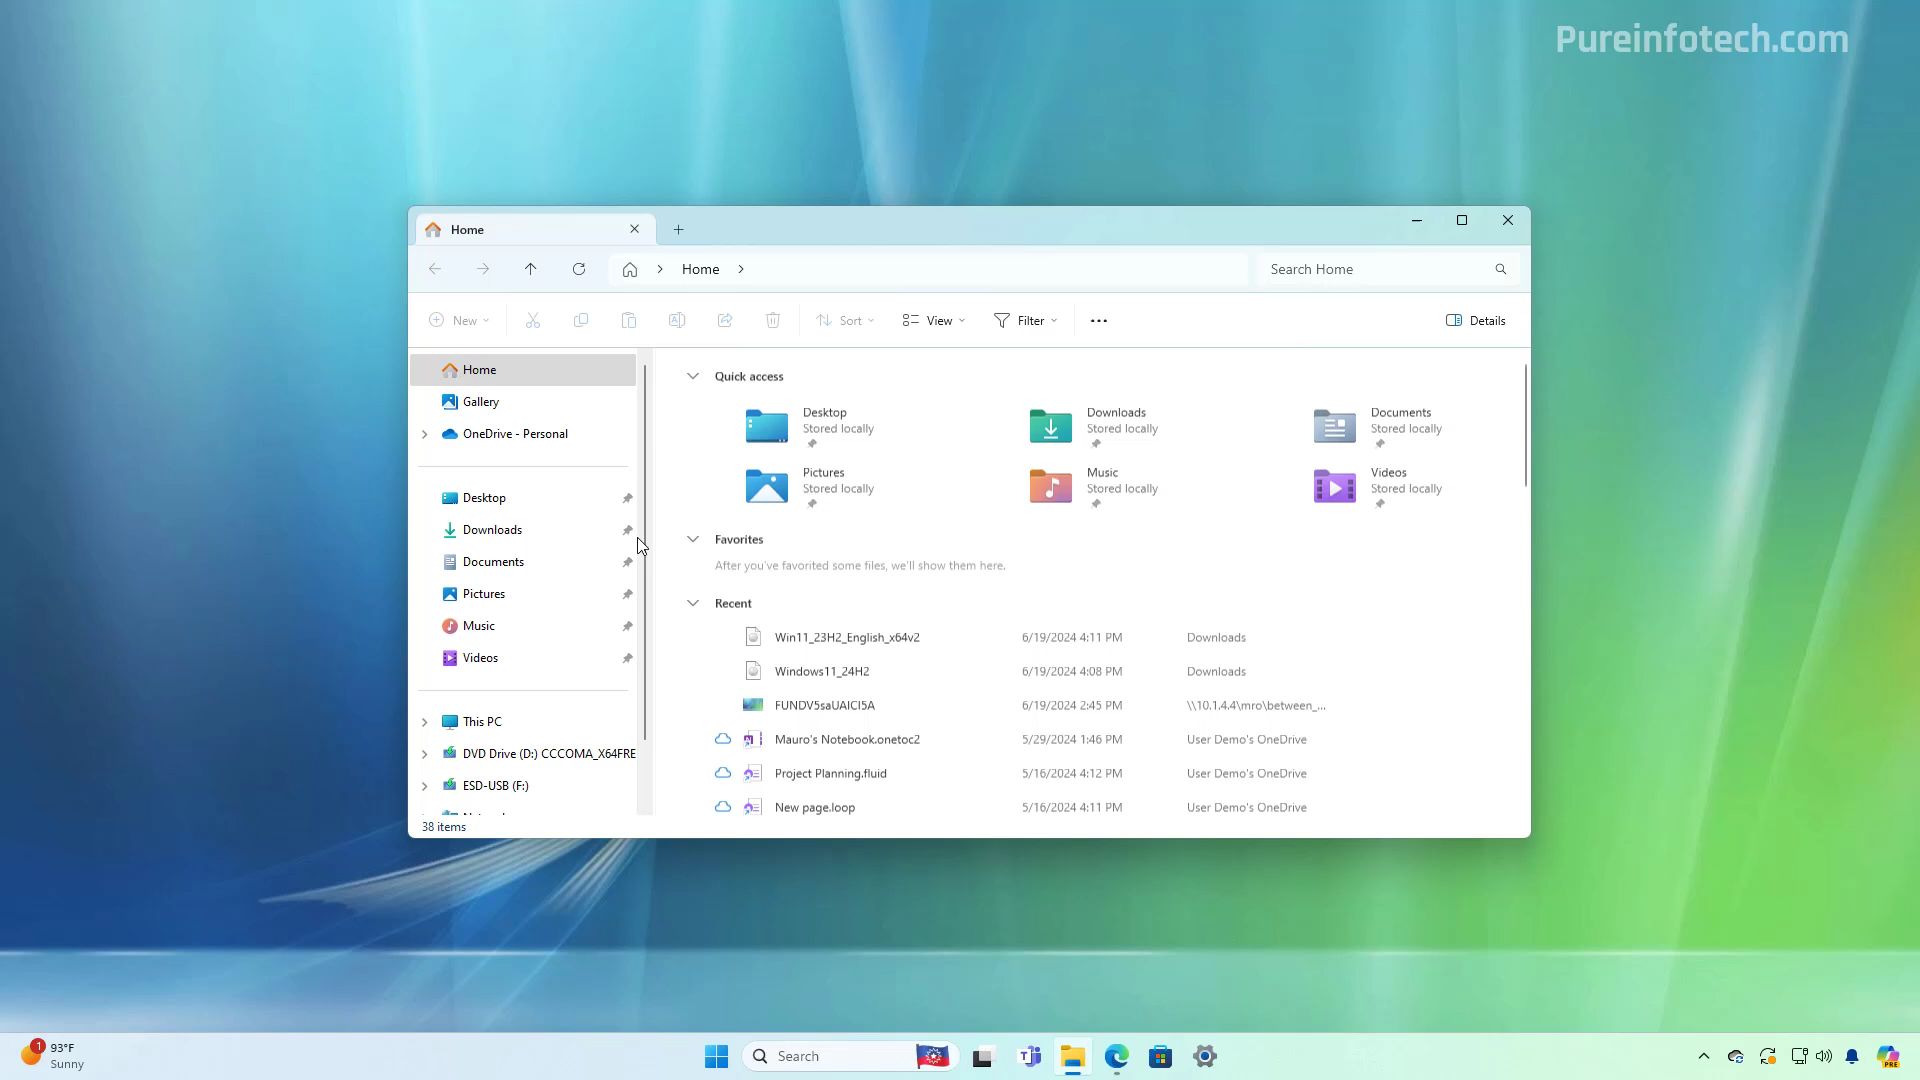 Pureinfotech.com
Home
Home
Search Home
New
Sort
View
Filter
Details
Home
Gallery
OneDrive - Personal
Desktop
Downloads
Documents
Pictures
Music
Videos
This PC
DVD Drive (D:) CCCOMA_X64FRE
ESD-USB (F:)
38 items
Quick access
Desktop
Stored locally
Downloads
Stored locally
Documents
Stored locally
Pictures
Stored locally
Music
Stored locally
Videos
Stored locally
Favorites
After you've favorited some files, we'll show them here.
Recent
Win11_23H2_English_x64v2 6/19/2024 4:11 PM Downloads
Windows11_24H2 6/19/2024 4:08 PM Downloads
FUNDV5saUAICI5A 6/19/2024 2:45 PM \\10.1.4.4\mro\between_...
Mauro's Notebook.onetoc2 5/29/2024 1:46 PM User Demo's OneDrive
Project Planning.fluid 5/16/2024 4:12 PM User Demo's OneDrive
New page.loop 5/16/2024 4:11 PM User Demo's OneDrive
1
93°F
Sunny
Search
PRE